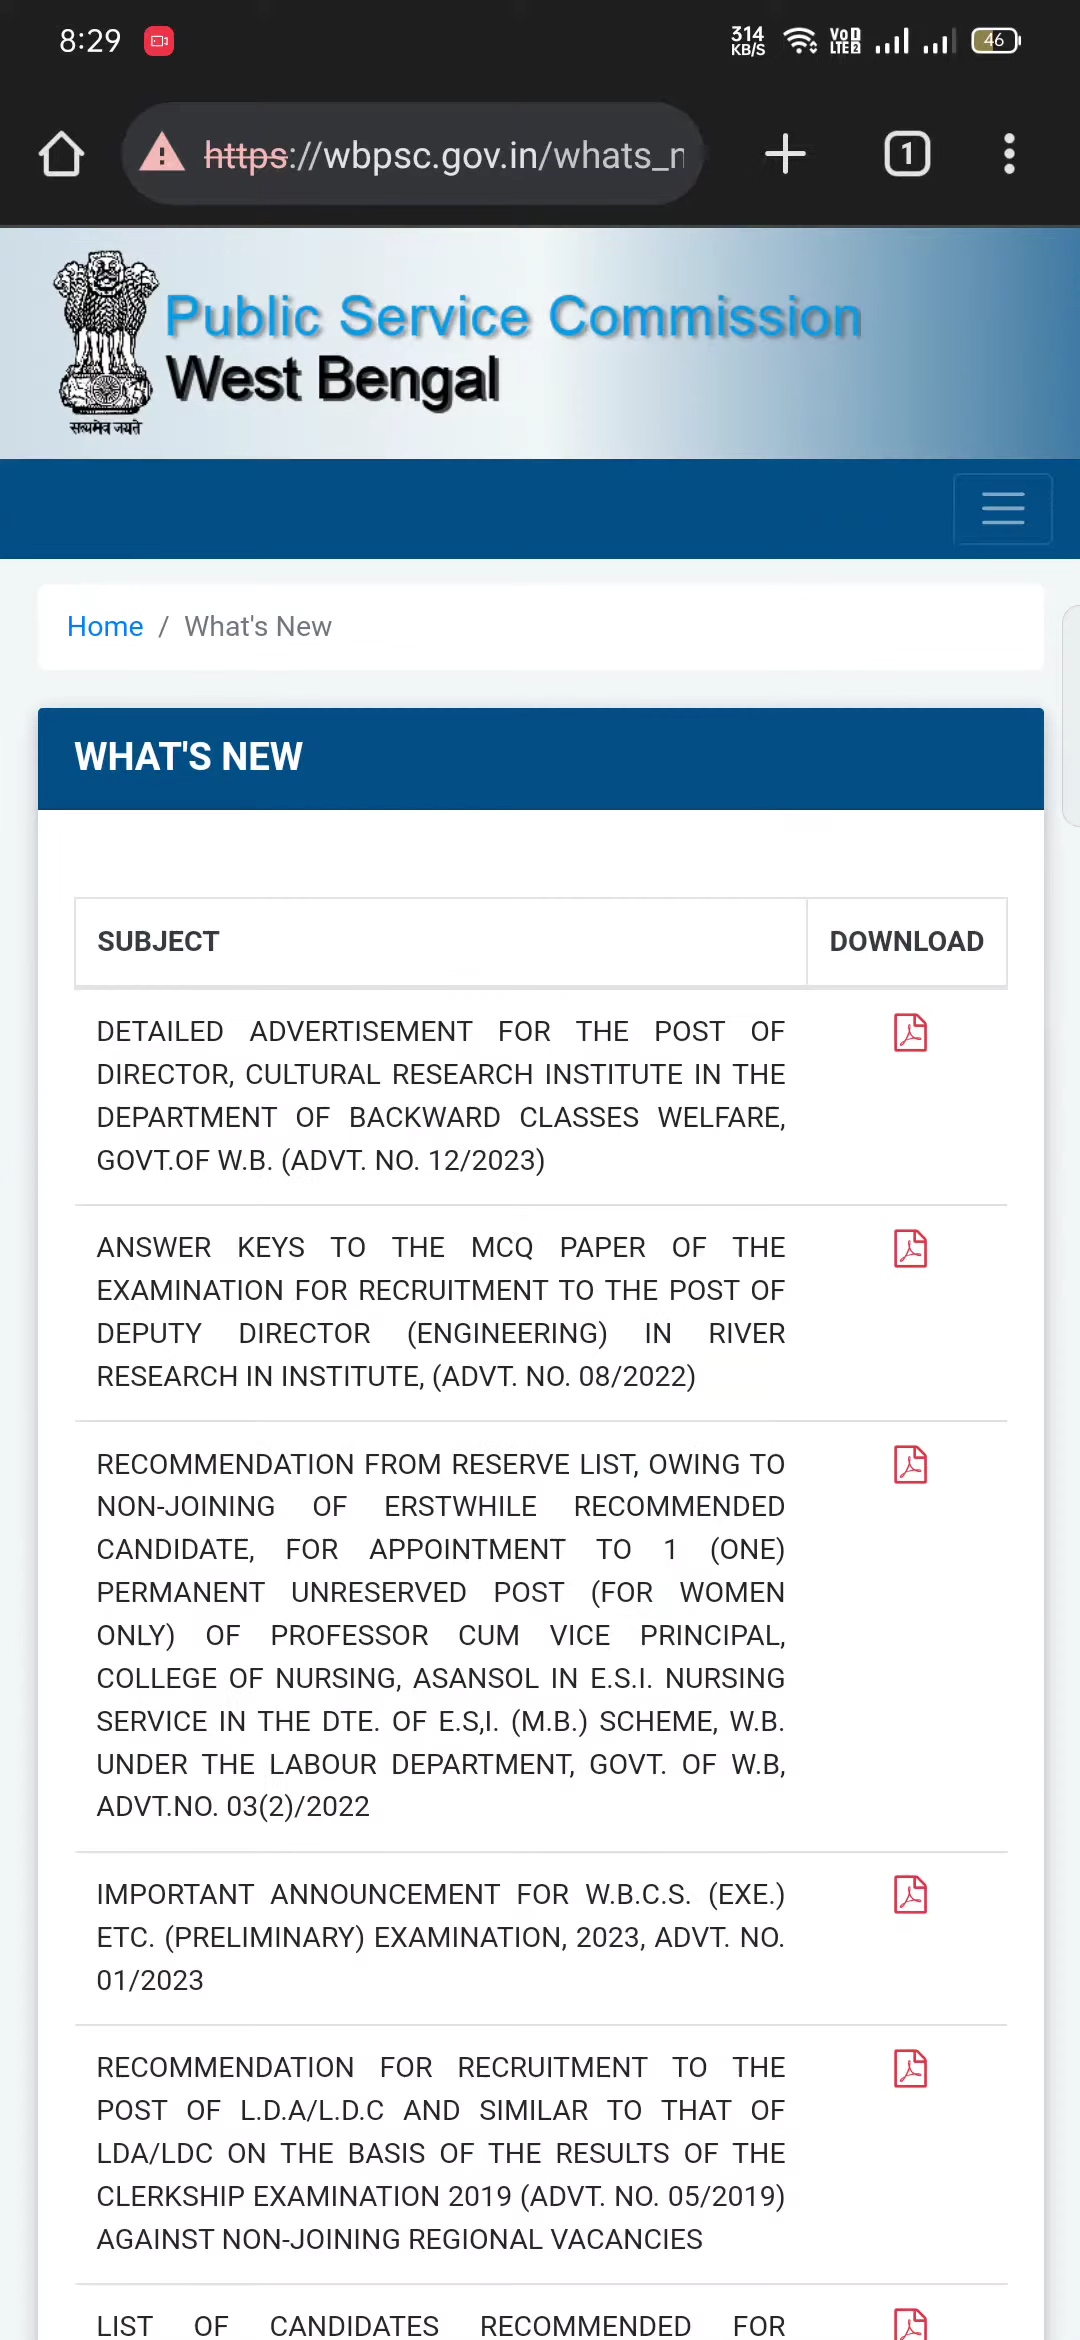 8:29
314
KB/S
VoD
LTE2
46
https://wbpsc.gov.in/whats_n
1
Public Service Commission
West Bengal
सत्यमेव जयते
Home / What's New
WHAT'S NEW
SUBJECT
DOWNLOAD
DETAILED ADVERTISEMENT FOR THE POST OF
DIRECTOR, CULTURAL RESEARCH INSTITUTE IN THE
DEPARTMENT OF BACKWARD CLASSES WELFARE,
GOVT.OF W.B. (ADVT. NO. 12/2023)
ANSWER KEYS TO THE MCQ PAPER OF THE
EXAMINATION FOR RECRUITMENT TO THE POST OF
DEPUTY DIRECTOR (ENGINEERING) IN RIVER
RESEARCH IN INSTITUTE, (ADVT. NO. 08/2022)
RECOMMENDATION FROM RESERVE LIST, OWING TO
NON-JOINING OF ERSTWHILE RECOMMENDED
CANDIDATE, FOR APPOINTMENT TO 1 (ONE)
PERMANENT UNRESERVED POST (FOR WOMEN
ONLY) OF PROFESSOR CUM VICE PRINCIPAL,
COLLEGE OF NURSING, ASANSOL IN E.S.I. NURSING
SERVICE IN THE DTE. OF E.S,I. (M.B.) SCHEME, W.B.
UNDER THE LABOUR DEPARTMENT, GOVT. OF W.B,
ADVT.NO. 03(2)/2022
IMPORTANT ANNOUNCEMENT FOR W.B.C.S. (EXE.)
ETC. (PRELIMINARY) EXAMINATION, 2023, ADVT. NO.
01/2023
RECOMMENDATION FOR RECRUITMENT TO THE
POST OF L.D.A/L.D.C AND SIMILAR TO THAT OF
LDA/LDC ON THE BASIS OF THE RESULTS OF THE
CLERKSHIP EXAMINATION 2019 (ADVT. NO. 05/2019)
AGAINST NON-JOINING REGIONAL VACANCIES
LIST OF CANDIDATES RECOMMENDED FOR